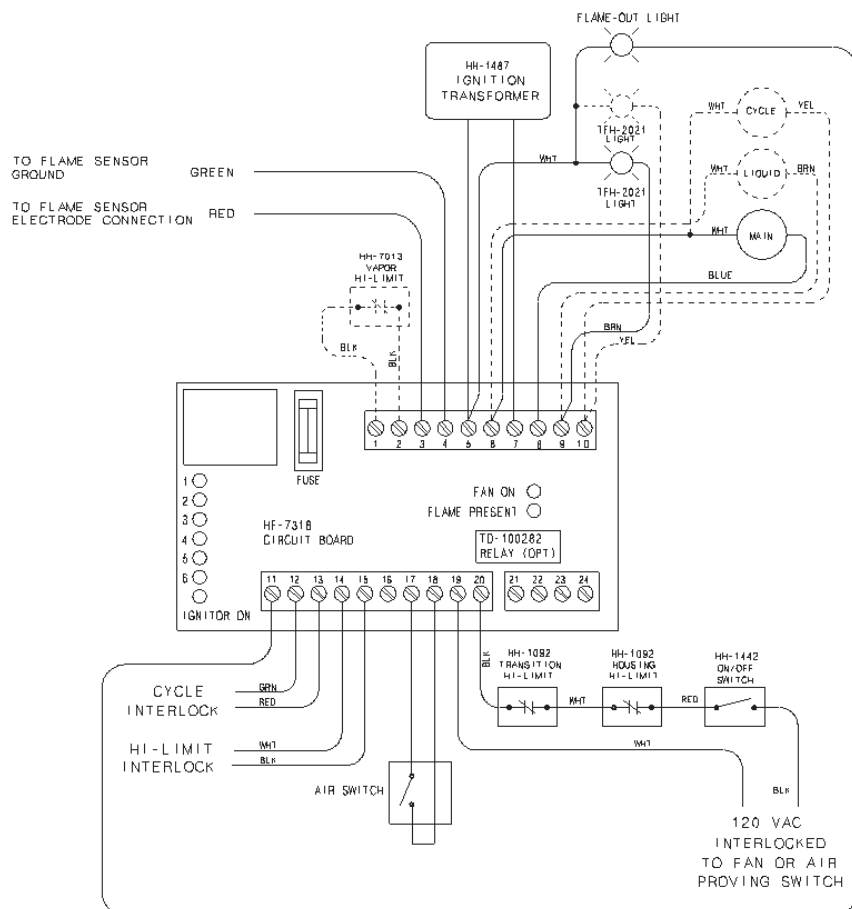 FLAME-OUT LIGHT
HH-1487
IGNITION
TRANSFORMER
WHT
CYCLE
YEL
TFH-2021
LIGHT
WHT
WHT
LIQUID
BRN
TO FLAME SENSOR
GROUND
GREEN
TFH-2021
LIGHT
TO FLAME SENSOR
ELECTRODE CONNECTION
RED
WHT
MAIN
HH-7013
VAPOR
HI-LIMIT
BLUE
BRN
YEL
BLK
BLK
1 2 3 4 5 6 7 8 9 10
FUSE
1
2
3
4
5
6
IGNITOR ON
FAN ON
FLAME PRESENT
HF-7318
CIRCUIT BOARD
TD-100282
RELAY (OPT)
11 12 13 14 15 16 17 18 19 20 21 22 23 24
BLK
HH-1092
TRANSITION
HI-LIMIT
HH-1092
HOUSING
HI-LIMIT
HH-1442
ON/OFF
SWITCH
CYCLE
INTERLOCK
GRN
RED
WHT
RED
HI-LIMIT
INTERLOCK
WHT
BLK
WHT
AIR SWITCH
BLK
120 VAC
INTERLOCKED
TO FAN OR AIR
PROVING SWITCH